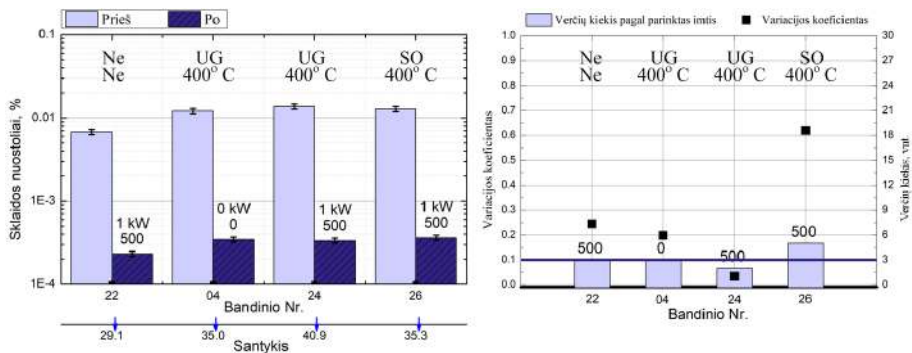 Prieš Po
Sklaidos nuostoliai, %
0.1
0.01
1E-3
1E-4
Ne UG UG SO
Ne 400° C 400° C 400° C
1 kW 0 kW 1 kW 1 kW
500 0 500 500
22 04 24 26
Bandinio Nr.
29.1 35.0 40.9 35.3
Santykis
Verčių kiekis pagal parinktas imtis Variacijos koeficientas
Variacijos koeficientas
1.0
0.9
0.8
0.7
0.6
0.5
0.4
0.3
0.2
0.1
0.0
Ne UG UG SO
Ne 400° C 400° C 400° C
500 0 500 500
30
27
24
21
18
15
12
9
6
3
0
Verčių kiekis, vnt.
22 04 24 26
Bandinio Nr.